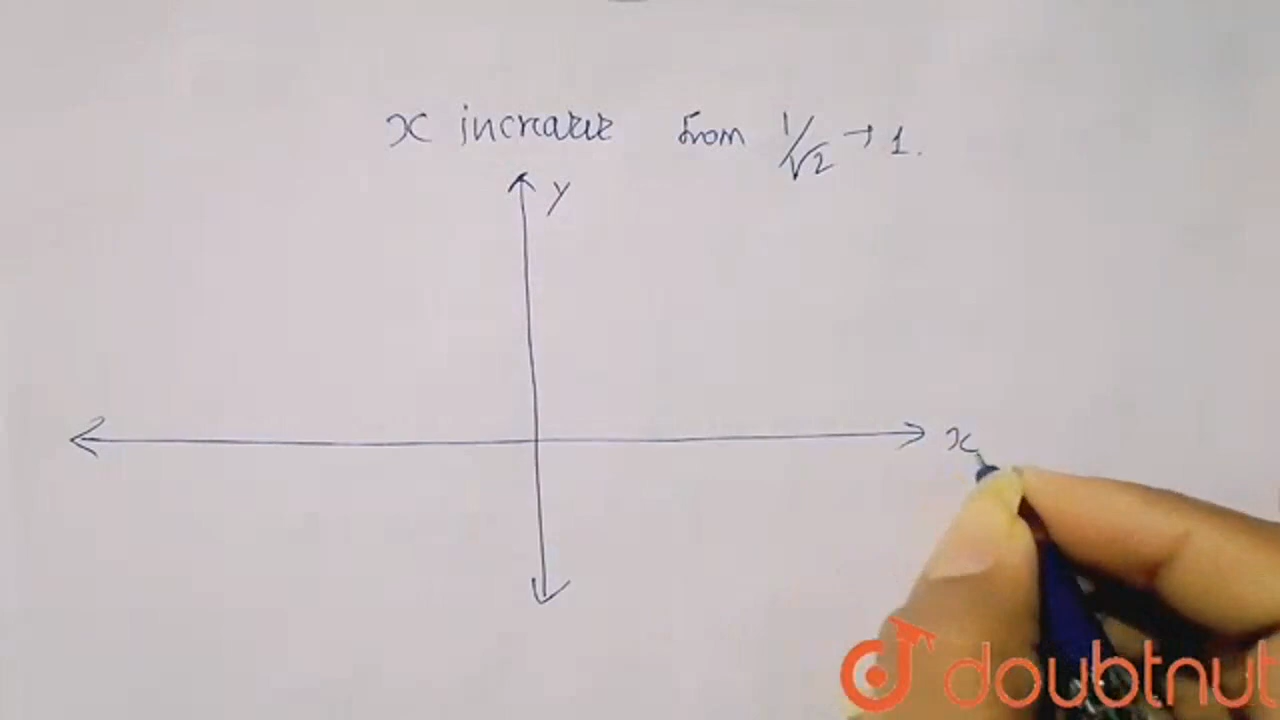 x increase from 1/√2 → 1.
y
x
doubtnut